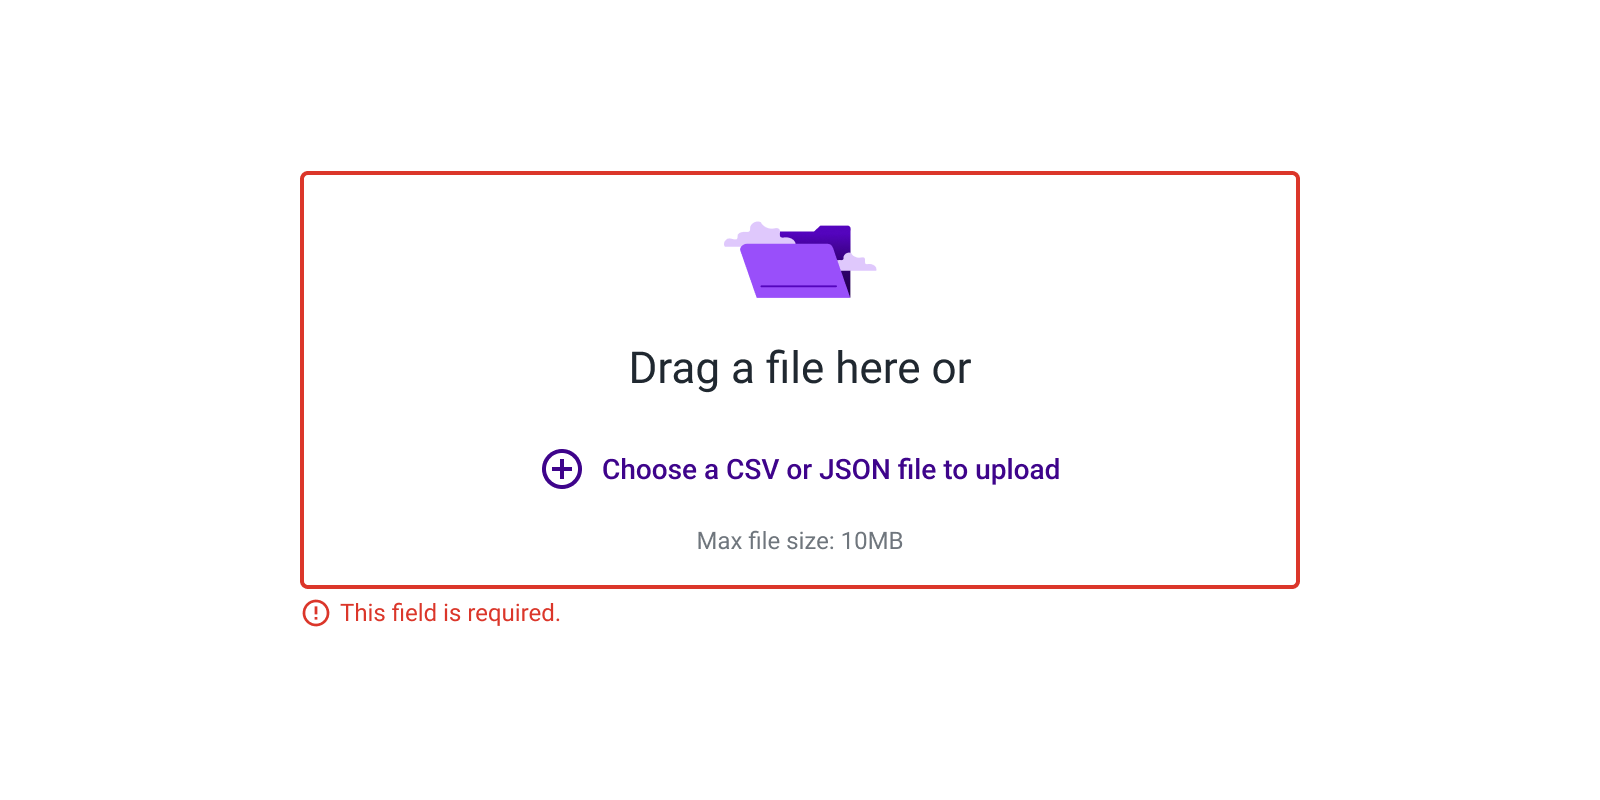 Drag a file here or
Choose a CSV or JSON file to upload
Max file size: 10MB
This field is required.